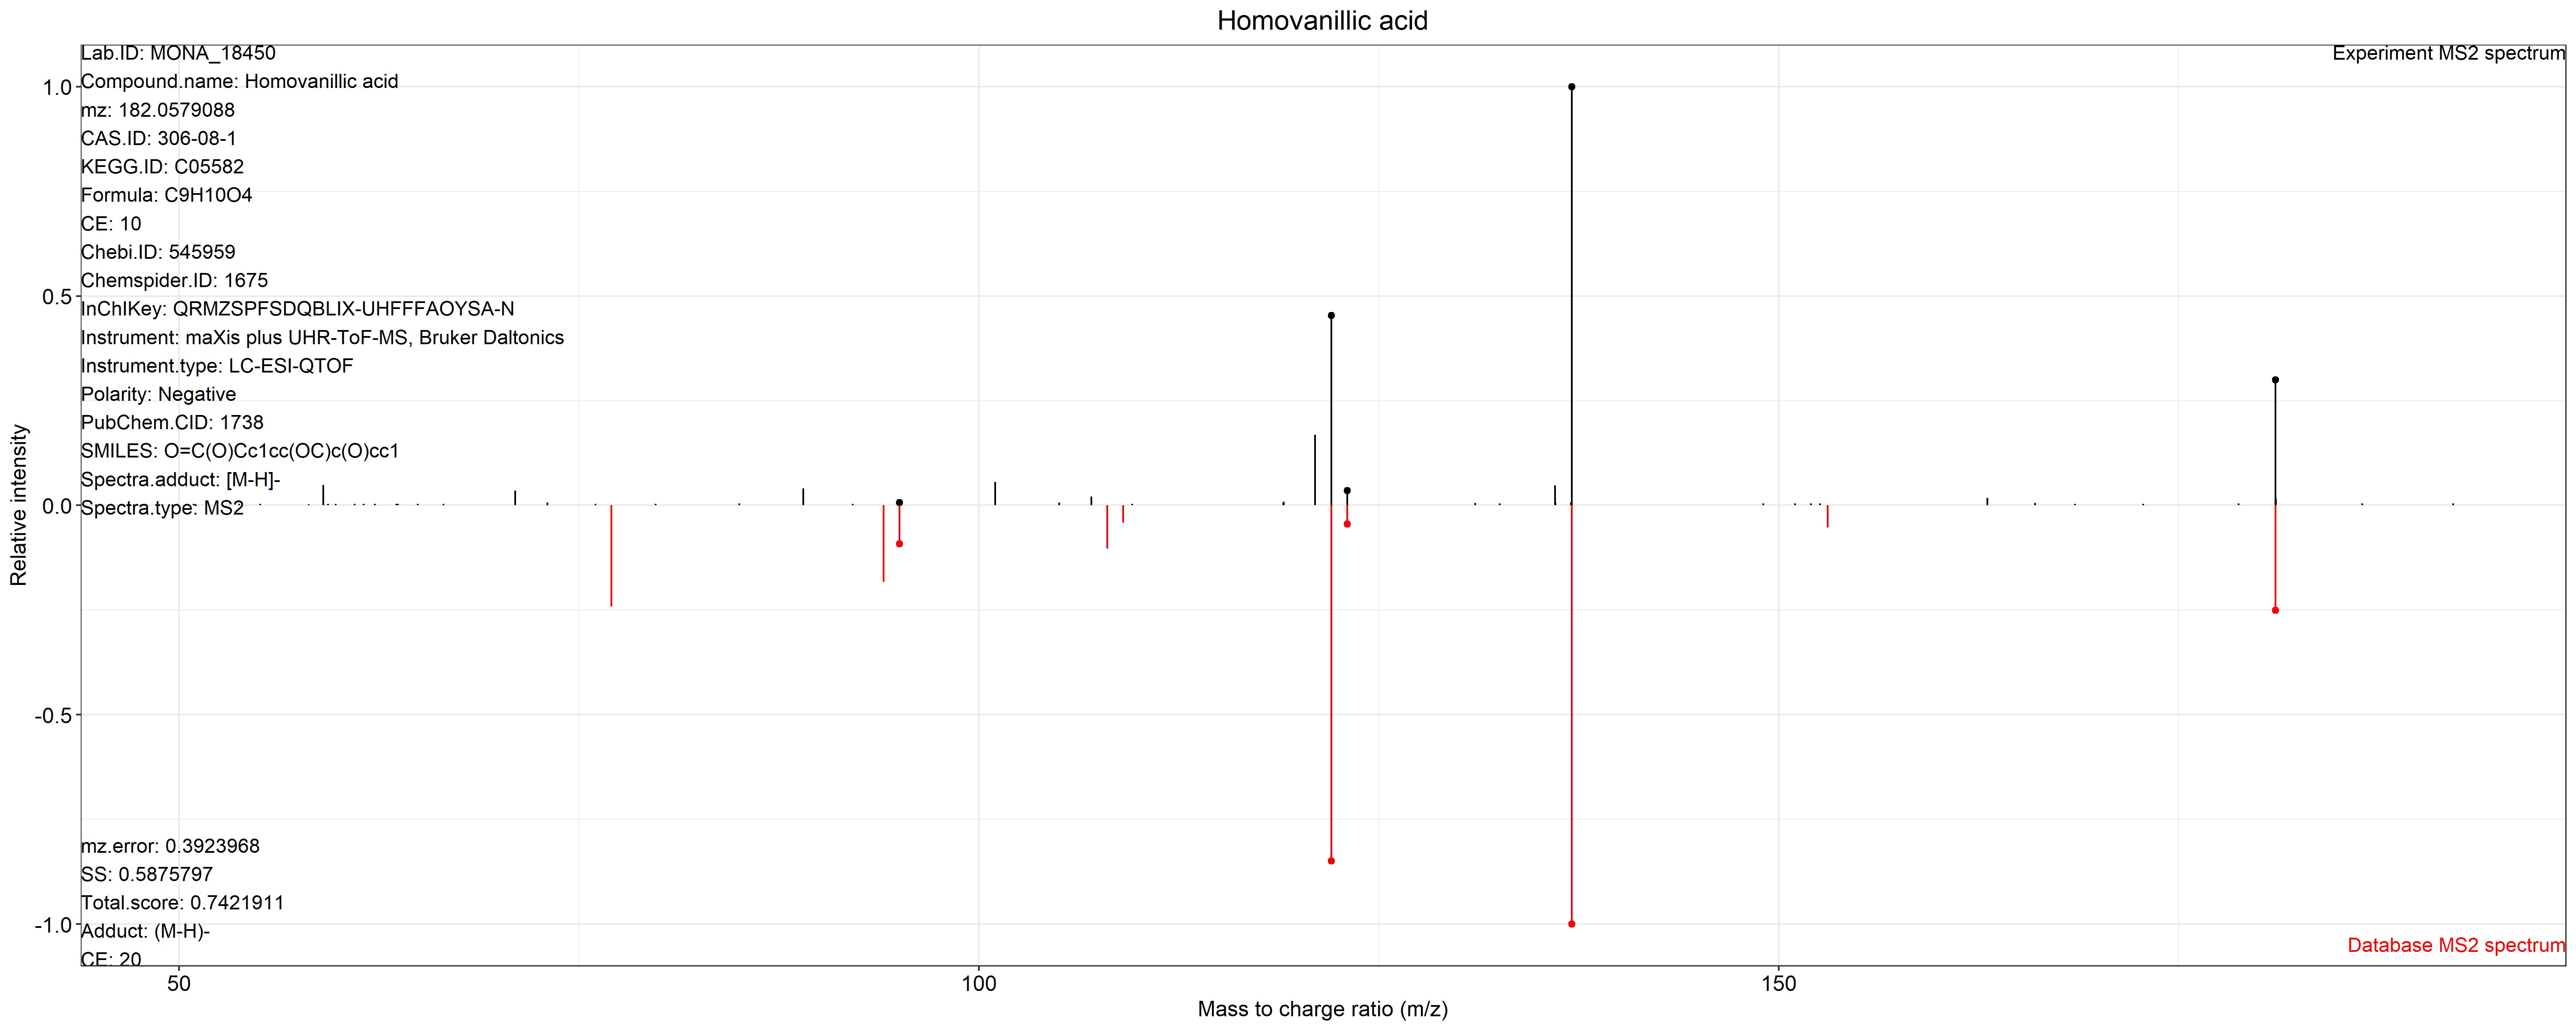 Homovanillic acid
Lab.ID: MONA_18450
Experiment MS2 spectrum
Compound.name: Homovanillic acid
1.0
mz: 182.0579088
CAS.ID: 306-08-1
KEGG.ID: C05582
Formula: C9H10O4
CE: 10
Chebi.ID: 545959
Chemspider.ID: 1675
0.5
InChIKey: QRMZSPFSDQBLIX-UHFFFAOYSA-N
Instrument: maXis plus UHR-ToF-MS, Bruker Daltonics
Instrument.type: LC-ESI-QTOF
Polarity: Negative
PubChem.CID: 1738
SMILES: O=C(O)Cc1cc(OC)c(O)cc1
Spectra.adduct: [M-H]-
0.0
Spectra.type: MS2
Relative intensity
-0.5
mz.error: 0.3923968
SS: 0.5875797
Total.score: 0.7421911
-1.0
Adduct: (M-H)-
Database MS2 spectrum
CE: 20
50 100 150
Mass to charge ratio (m/z)